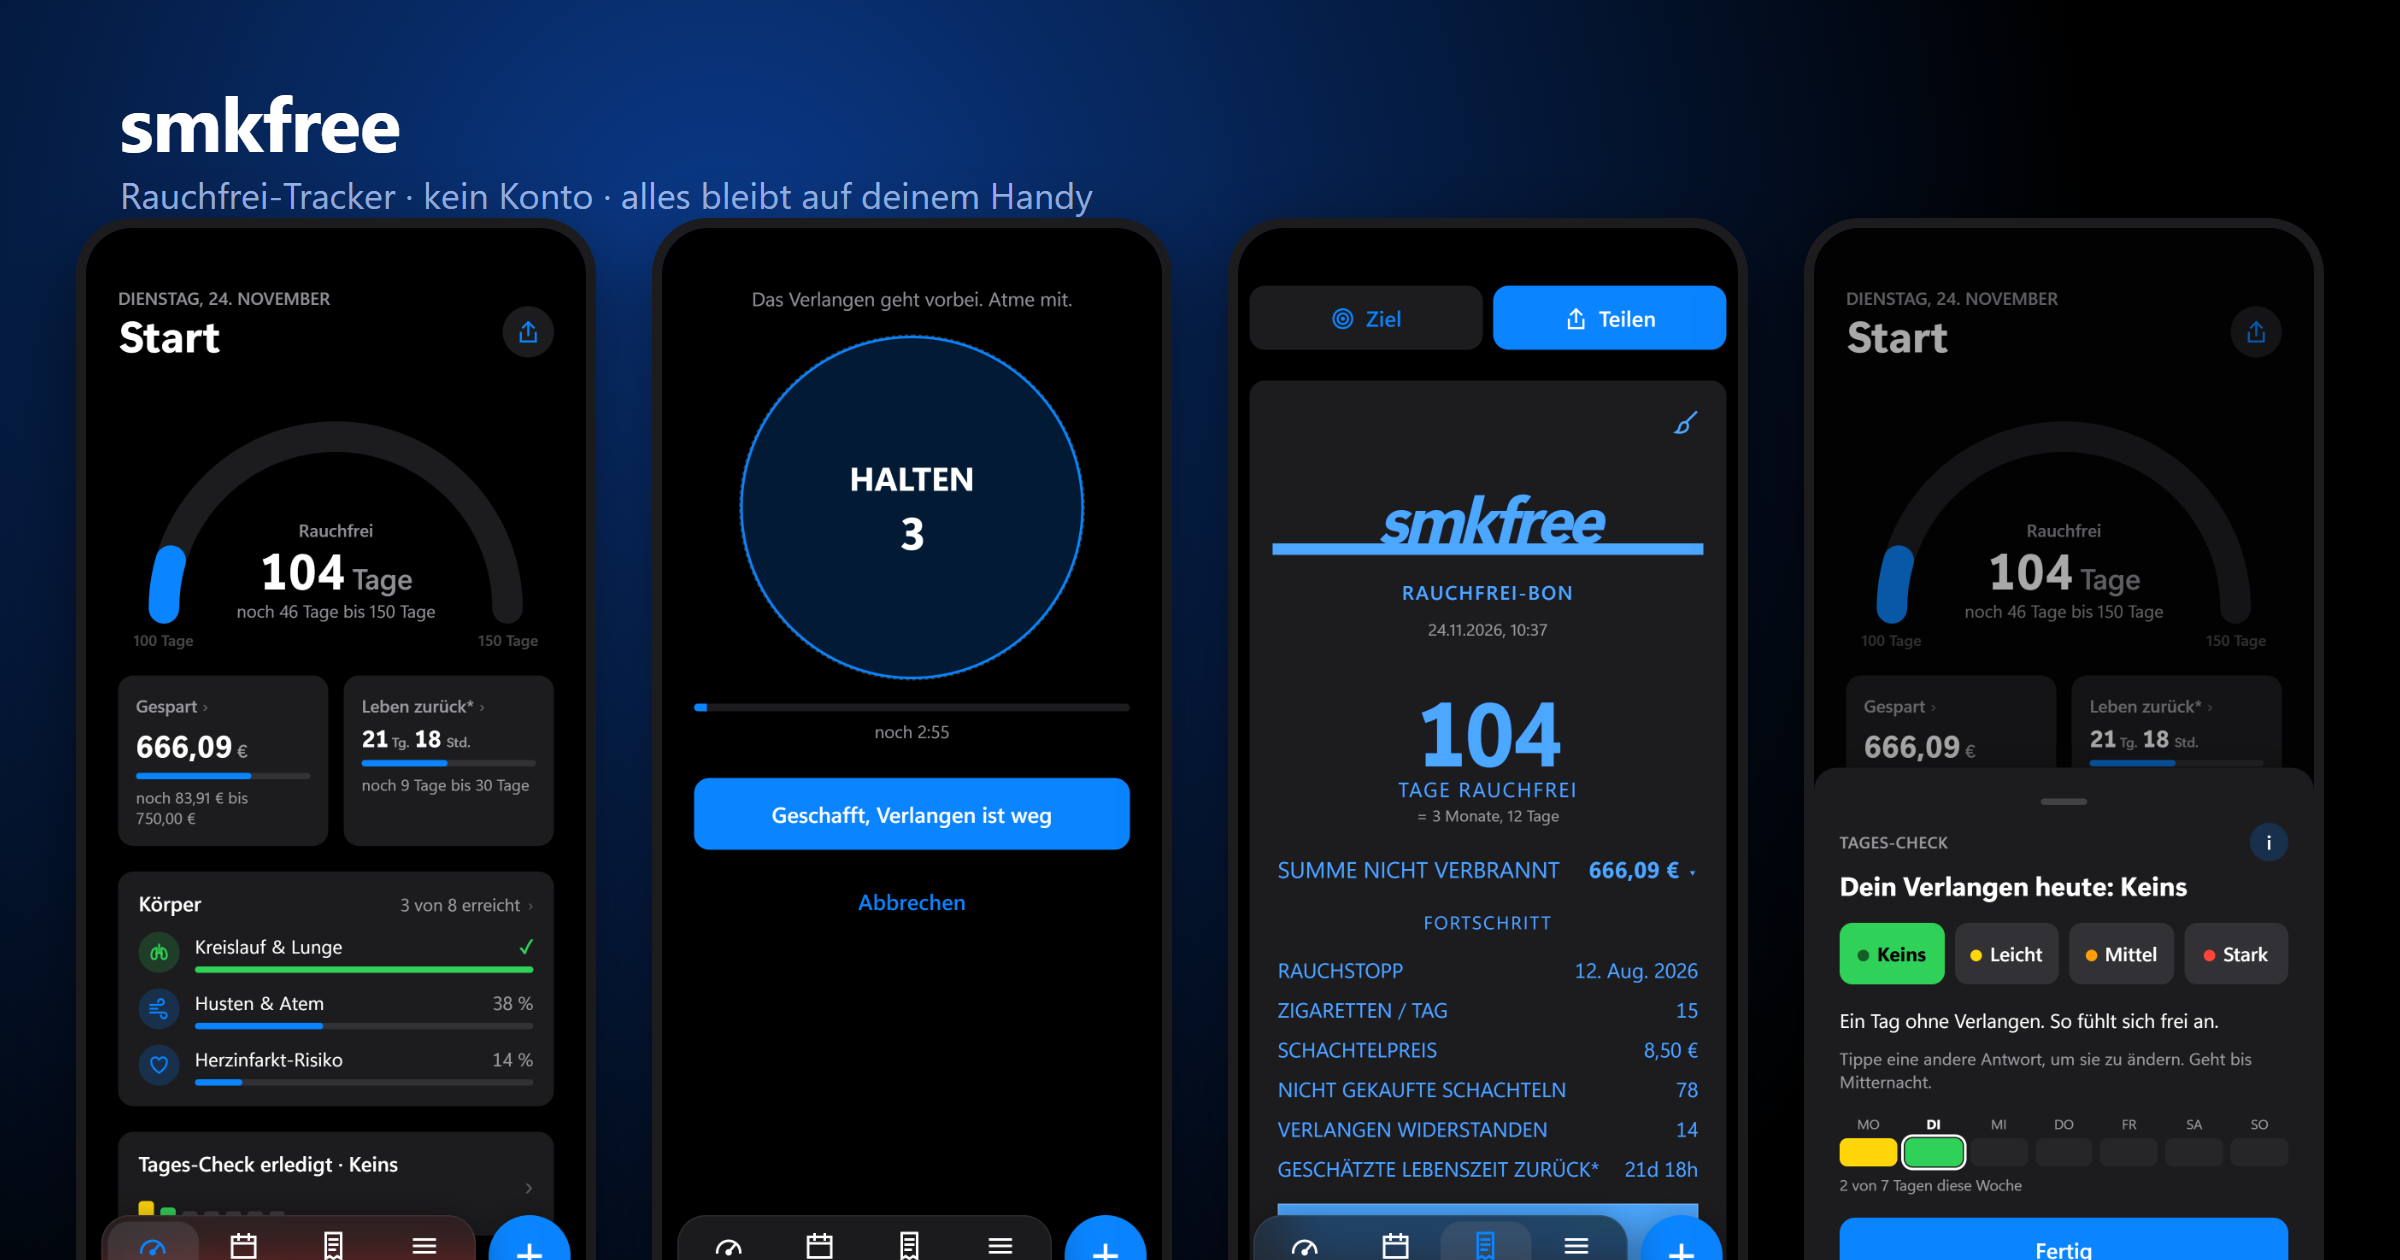 smkfree
Rauchfrei-Tracker · kein Konto · alles bleibt auf deinem Handy
DIENSTAG, 24. NOVEMBER
Start
Rauchfrei
104 Tage
noch 46 Tage bis 150 Tage
100 Tage
150 Tage
Gespart ›
666,09 €
noch 83,91 € bis
750,00 €
Leben zurück* ›
21 Tg. 18 Std.
noch 9 Tage bis 30 Tage
Körper
3 von 8 erreicht ›
Kreislauf & Lunge ✓
Husten & Atem 38 %
Herzinfarkt-Risiko 14 %
Tages-Check erledigt · Keins
Das Verlangen geht vorbei. Atme mit.
HALTEN
3
noch 2:55
Geschafft, Verlangen ist weg
Abbrechen
Ziel
Teilen
smkfree
RAUCHFREI-BON
24.11.2026, 10:37
104
TAGE RAUCHFREI
= 3 Monate, 12 Tage
SUMME NICHT VERBRANNT 666,09 €
FORTSCHRITT
RAUCHSTOPP 12. Aug. 2026
ZIGARETTEN / TAG 15
SCHACHTELPREIS 8,50 €
NICHT GEKAUFTE SCHACHTELN 78
VERLANGEN WIDERSTANDEN 14
GESCHÄTZTE LEBENSZEIT ZURÜCK* 21d 18h
DIENSTAG, 24. NOVEMBER
Start
Rauchfrei
104 Tage
noch 46 Tage bis 150 Tage
100 Tage
150 Tage
Gespart ›
666,09 €
Leben zurück* ›
21 Tg. 18 Std.
TAGES-CHECK
i
Dein Verlangen heute: Keins
Keins
Leicht
Mittel
Stark
Ein Tag ohne Verlangen. So fühlt sich frei an.
Tippe eine andere Antwort, um sie zu ändern. Geht bis
Mitternacht.
MO DI MI DO FR SA SO
2 von 7 Tagen diese Woche
Fertig